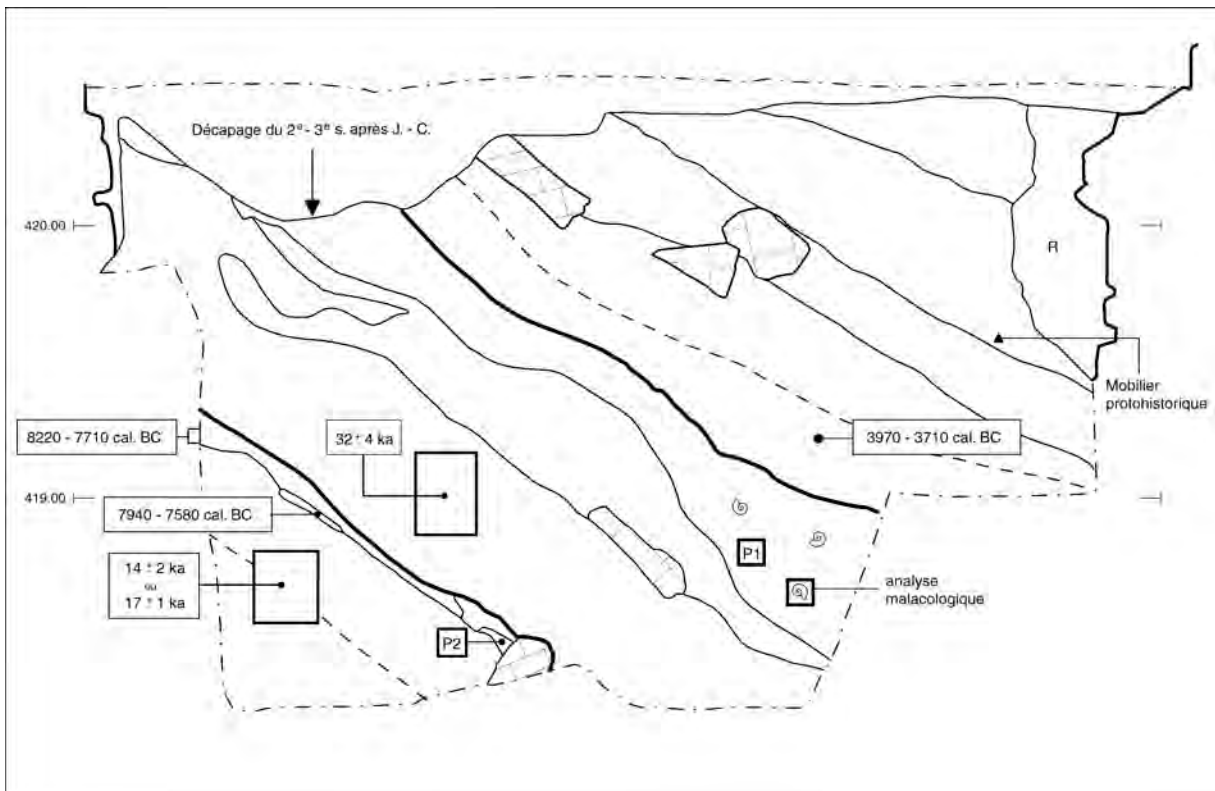 Décapage du 2e - 3e s. après J. - C.
420.00
R
Mobilier
protohistorique
8220 - 7710 cal. BC
32 ± 4 ka
3970 - 3710 cal. BC
419.00
7940 - 7580 cal. BC
14 ± 2 ka
ou
17 ± 1 ka
P1
analyse
malacologique
P2